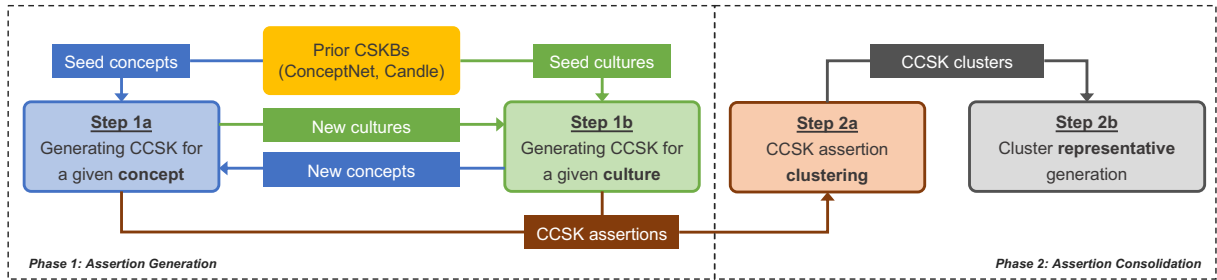 Prior CSKBs
(ConceptNet, Candle)
Seed concepts
Seed cultures
Step 1a
Generating CCSK for
a given concept
New cultures
New concepts
Step 1b
Generating CCSK for
a given culture
CCSK assertions
Phase 1: Assertion Generation
CCSK clusters
Step 2a
CCSK assertion
clustering
Step 2b
Cluster representative
generation
Phase 2: Assertion Consolidation